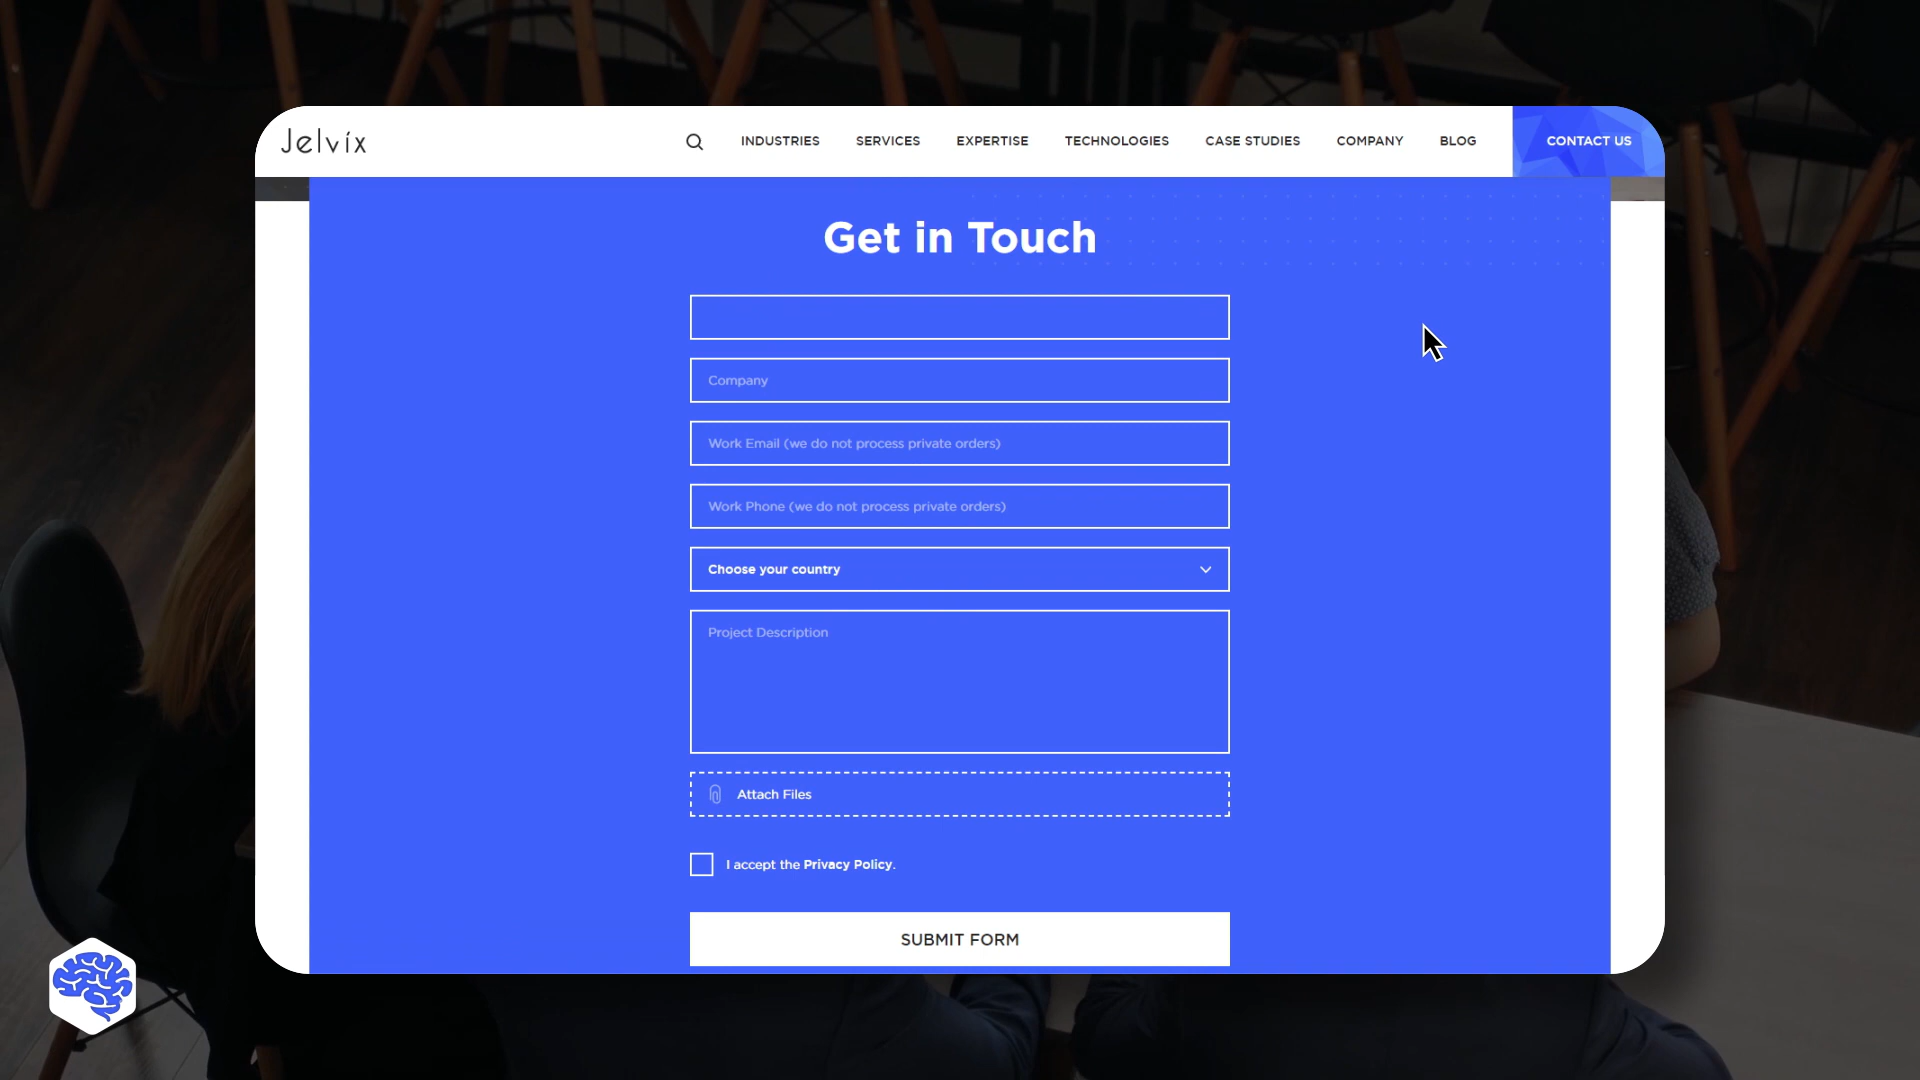 Jelvix
INDUSTRIES SERVICES EXPERTISE TECHNOLOGIES CASE STUDIES COMPANY BLOG CONTACT US
Get in Touch
Company
Work Email (we do not process private orders)
Work Phone (we do not process private orders)
Choose your country
Project Description
Attach Files
I accept the Privacy Policy.
SUBMIT FORM